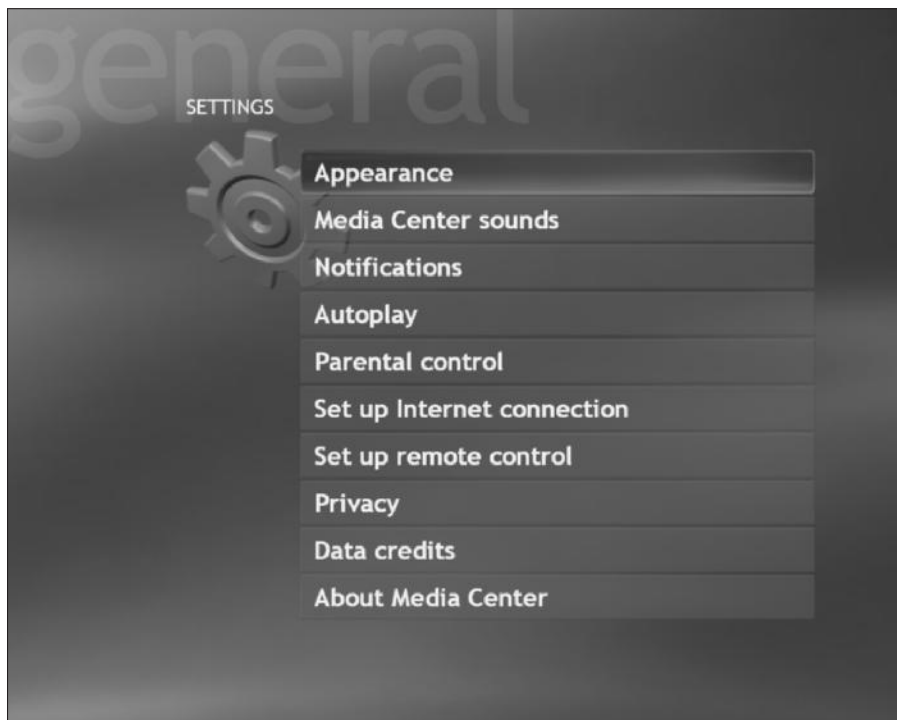 general
SETTINGS
Appearance
Media Center sounds
Notifications
Autoplay
Parental control
Set up Internet connection
Set up remote control
Privacy
Data credits
About Media Center